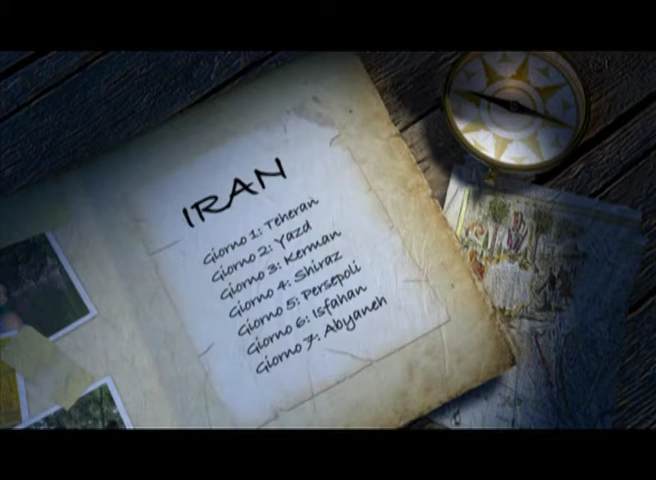 IRAN
Giorno 1: Teheran
Giorno 2: Yazd
Giorno 3: Kerman
Giorno 4: Shiraz
Giorno 5: Persepoli
Giorno 6: Isfahan
Giorno 7: Abyaneh